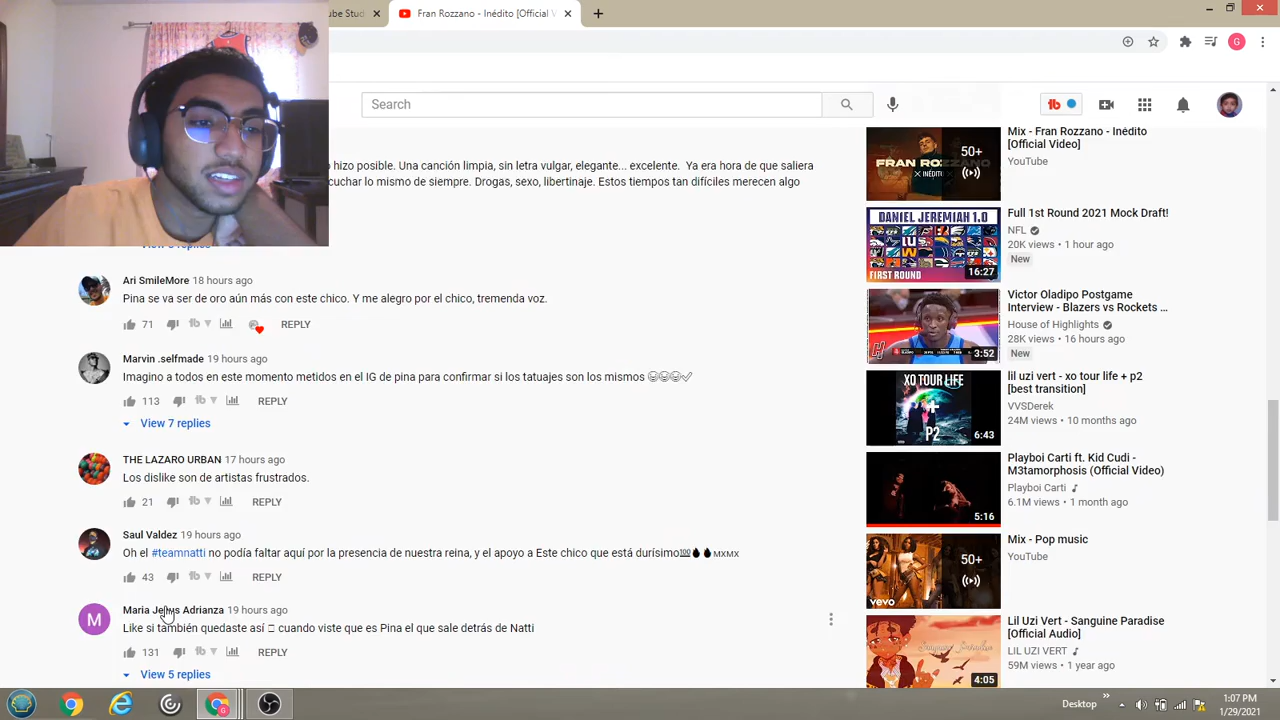 ube Stud
Fran Rozzano - Inédito [Official V
Search
hizo posible. Una canción limpia, sin letra vulgar, elegante... excelente. Ya era hora de que saliera
cuchar lo mismo de siempre. Drogas, sexo, libertinaje. Estos tiempos tan difíciles merecen algo
Ari SmileMore 18 hours ago
Pina se va ser de oro aún más con este chico. Y me alegro por el chico, tremenda voz.
71 REPLY
Marvin .selfmade 19 hours ago
Imagino a todos en este momento metidos en el IG de pina para confirmar si los tatuajes son los mismos
113 REPLY
View 7 replies
THE LAZARO URBAN 17 hours ago
Los dislike son de artistas frustrados.
21 REPLY
Saul Valdez 19 hours ago
Oh el #teamnatti no podía faltar aquí por la presencia de nuestra reina, y el apoyo a Este chico que está durísimo💯 MXMX
43 REPLY
Maria Jesus Adrianza 19 hours ago
Like si también quedaste así cuando viste que es Pina el que sale detrás de Natti
131 REPLY
View 5 replies
FRAN ROZZANO
X INÉDITO
50+
Mix - Fran Rozzano - Inédito
[Official Video]
YouTube
DANIEL JEREMIAH 1.0
FIRST ROUND
16:27
Full 1st Round 2021 Mock Draft!
NFL
20K views • 1 hour ago
New
3:52
Victor Oladipo Postgame
Interview - Blazers vs Rockets ...
House of Highlights
28K views • 16 hours ago
New
XO TOUR LIFE
+
P2
6:43
lil uzi vert - xo tour life + p2
[best transition]
VVSDerek
24M views • 10 months ago
5:16
Playboi Carti ft. Kid Cudi -
M3tamorphosis (Official Video)
Playboi Carti
6.1M views • 1 month ago
vevo
50+
Mix - Pop music
YouTube
4:05
Lil Uzi Vert - Sanguine Paradise
[Official Audio]
LIL UZI VERT
59M views • 1 year ago
Desktop
1:07 PM
1/29/2021